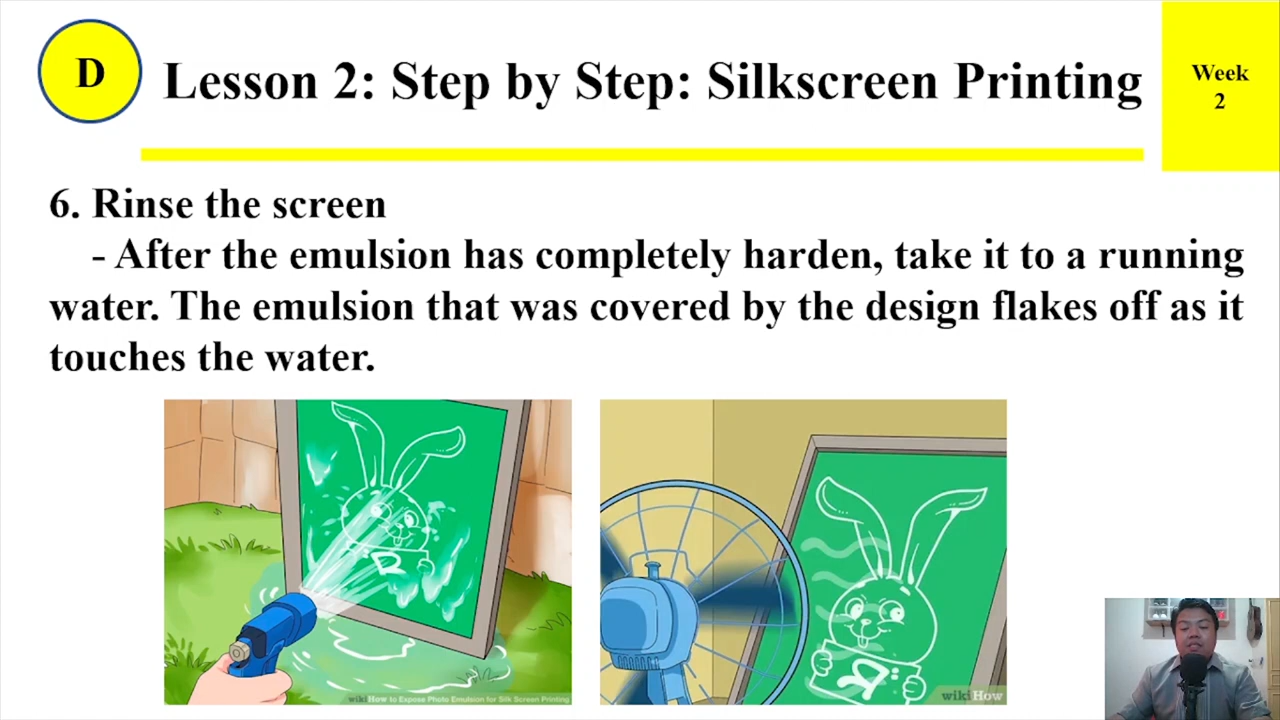 D
Lesson 2: Step by Step: Silkscreen Printing
Week
2
6. Rinse the screen
- After the emulsion has completely harden, take it to a running
water. The emulsion that was covered by the design flakes off as it
touches the water.
R
wikiHow to Expose Photo Emulsion for Silk Screen Printing
R
wikiHow